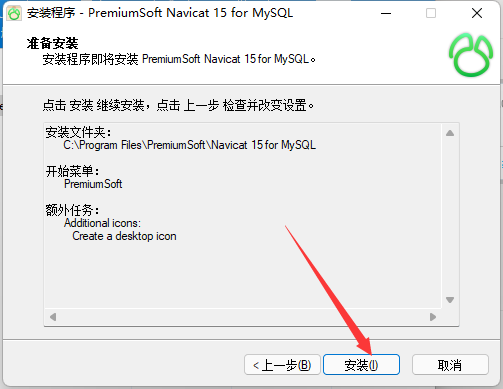 安装程序 - PremiumSoft Navicat 15 for MySQL
准备安装
安装程序即将安装 PremiumSoft Navicat 15 for MySQL。
点击 安装 继续安装，点击 上一步 检查并改变设置。
安装文件夹：
C:\Program Files\PremiumSoft\Navicat 15 for MySQL
开始菜单：
PremiumSoft
额外任务：
Additional icons:
Create a desktop icon
< 上一步(B)
安装(I)
取消